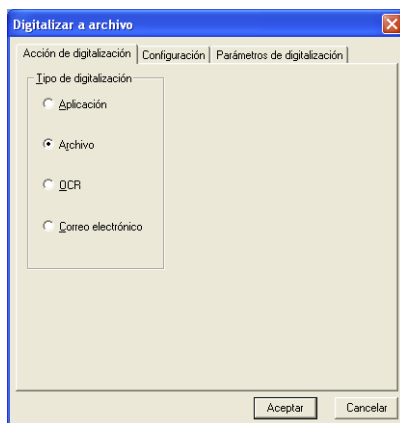 Digitalizar a archivo
Acción de digitalización Configuración Parámetros de digitalización
Tipo de digitalización
Aplicación
Archivo
OCR
Correo electrónico
Aceptar Cancelar